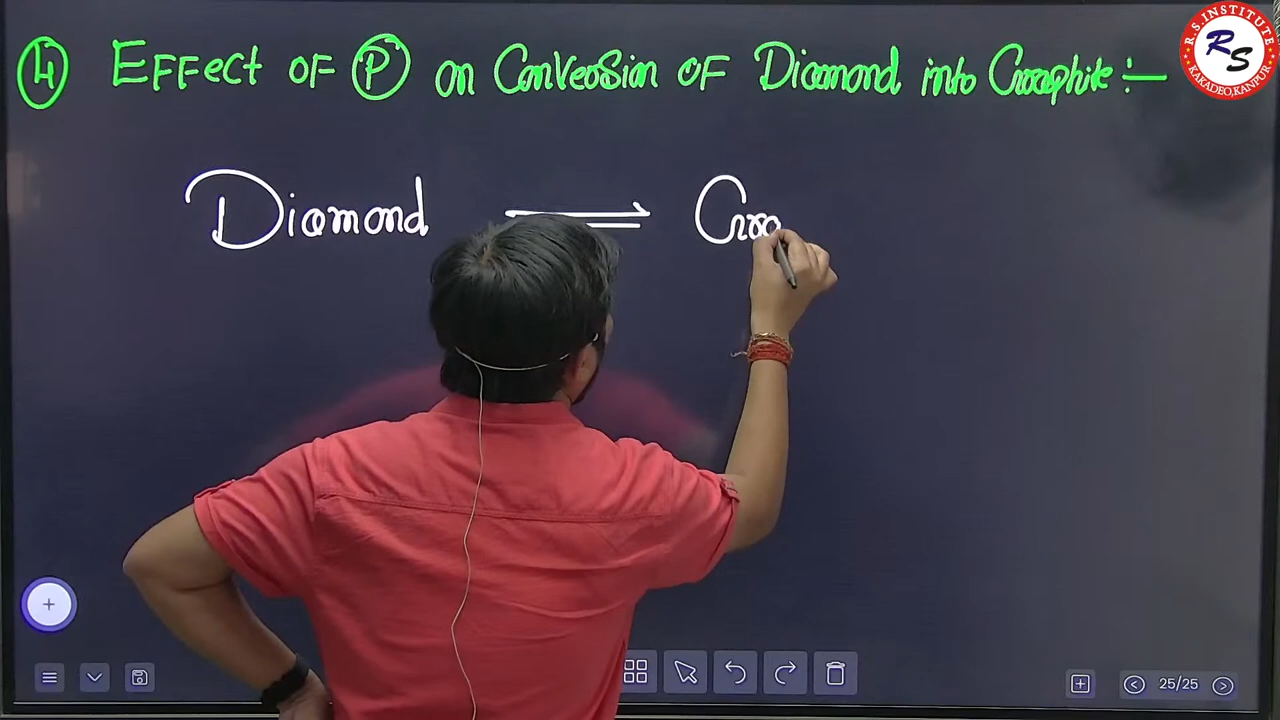 4 Effect OF P on Conversion OF Diamond into Graphite :-
R.S. INSTITUTE
RS
KAKADEO, KANPUR
Diamond ⇌ Gra
25/25